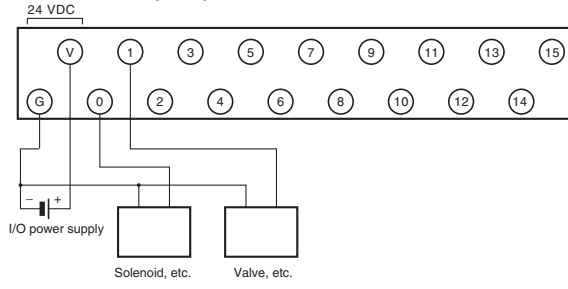 24 VDC
V 1 3 5 7 9 11 13 15
G 0 2 4 6 8 10 12 14
– +
I/O power supply
Solenoid, etc. Valve, etc.